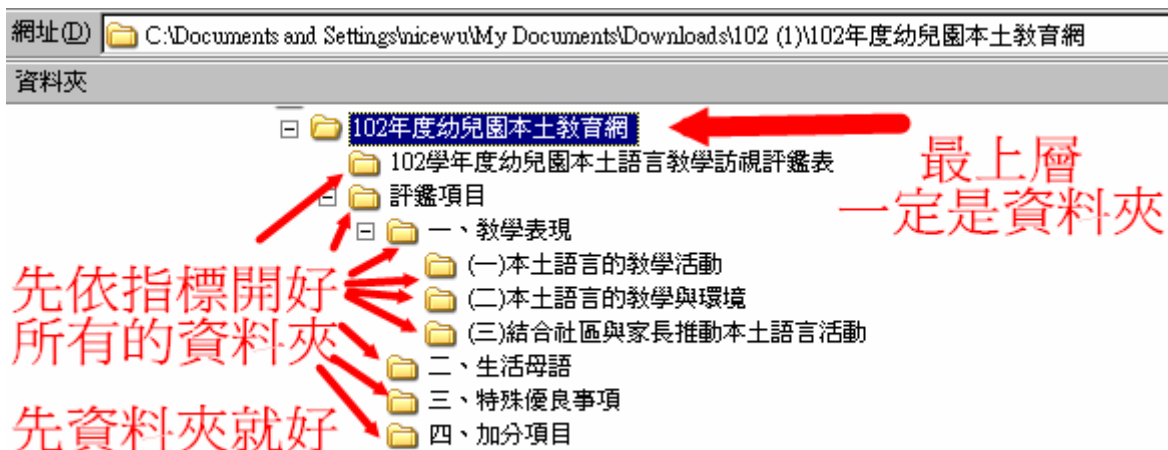 網址(D) C:\Documents and Settings\nicewu\My Documents\Downloads\102 (1)\102年度幼兒園本土教育網
資料夾
102年度幼兒園本土教育網
102學年度幼兒園本土語言教學訪視評鑑表
評鑑項目
一、教學表現
(一)本土語言的教學活動
(二)本土語言的教學與環境
(三)結合社區與家長推動本土語言活動
二、生活母語
三、特殊優良事項
四、加分項目
最上層
一定是資料夾
先依指標開好
所有的資料夾
先資料夾就好